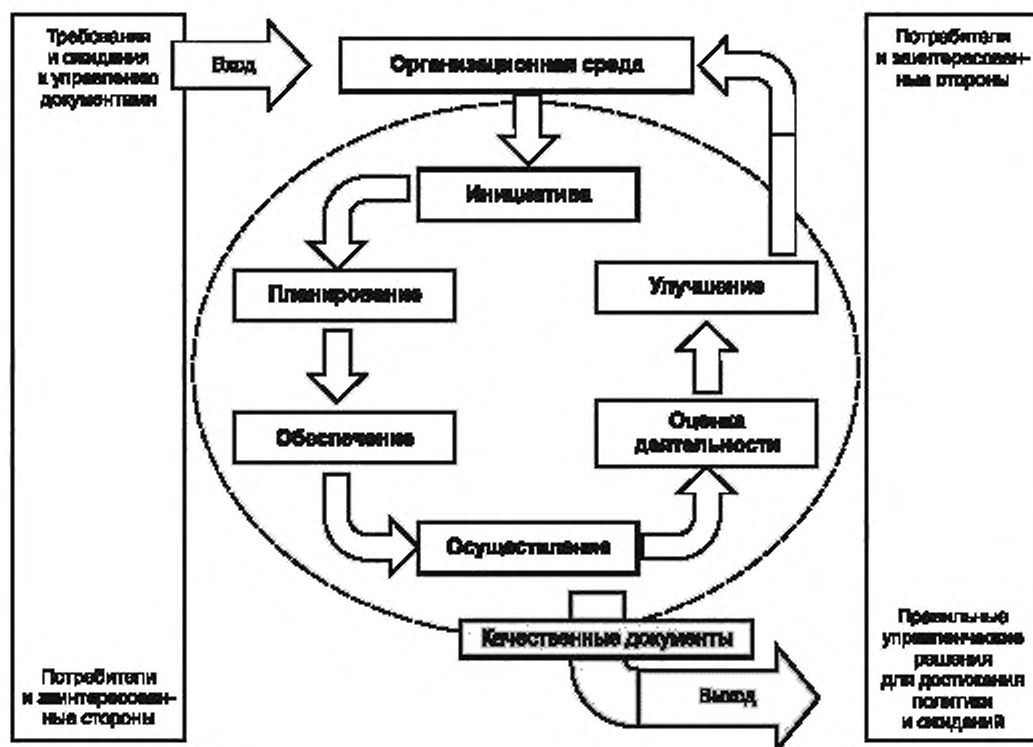 Требования
и ожидания
к управлению
документами
Вход
Организационная среда
Потребители
и заинтересован-
ные стороны
Инициатива
Планирование
Улучшение
Обеспечение
Оценка
деятельности
Осуществление
Качественные документы
Потребители
и заинтересован-
ные стороны
Выход
Правильные
управленческие
решения
для достижения
политики
и ожиданий